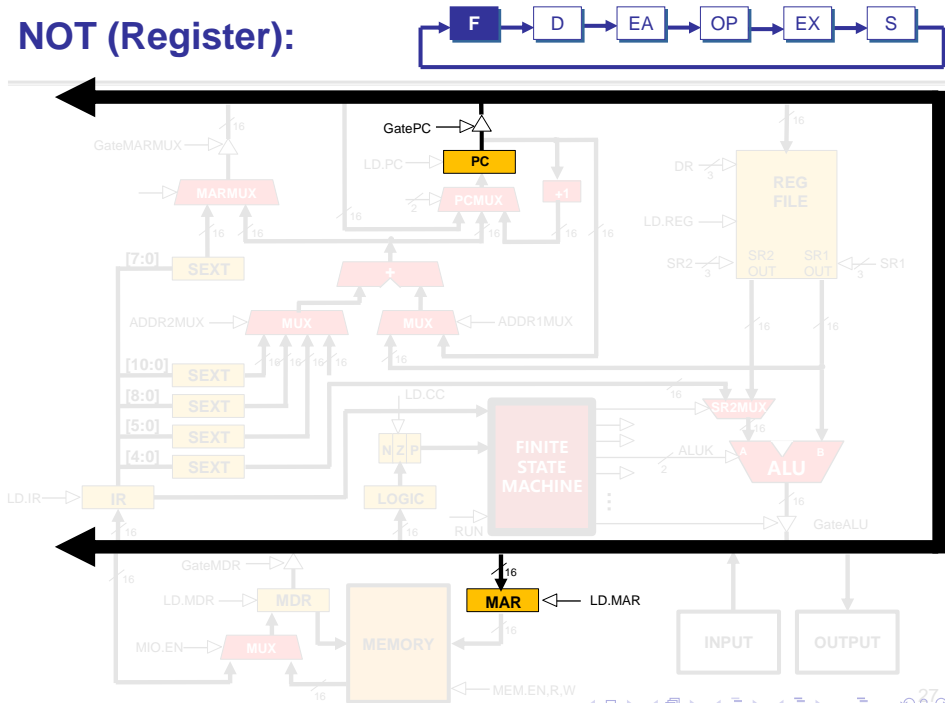 NOT (Register):
F D EA OP EX S
16 16
GatePC
GateMARMUX
DR 3
LD.PC PC
REG
FILE
MARMUX 2 PCMUX +1
16
LD.REG
16 16 16 16 16 16
[7:0] SEXT
SR2 3 SR2 OUT SR1 OUT 3 SR1
+
ADDR2MUX MUX MUX ADDR1MUX
16 16
16 16 16 16 16
[10:0] SEXT
LD.CC 16
[8:0] SEXT
SR2MUX
[5:0] SEXT
16
N Z P FINITE
STATE
MACHINE
ALUK 2 A B
ALU
[4:0] SEXT
LD.IR IR LOGIC
16
16 16 RUN GateALU
GateMDR
16 16
LD.MDR MDR MAR LD.MAR
16
MIO.EN MUX MEMORY INPUT OUTPUT
16 MEM.EN,R,W
27